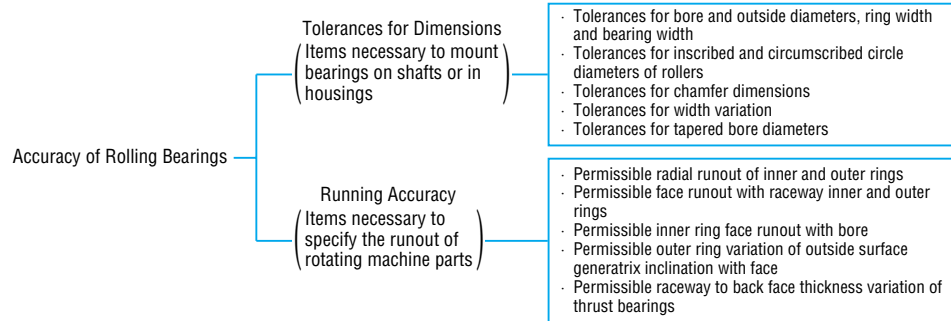 Accuracy of Rolling Bearings
Tolerances for Dimensions
(Items necessary to mount
bearings on shafts or in
housings)
· Tolerances for bore and outside diameters, ring width
and bearing width
· Tolerances for inscribed and circumscribed circle
diameters of rollers
· Tolerances for chamfer dimensions
· Tolerances for width variation
· Tolerances for tapered bore diameters
Running Accuracy
(Items necessary to
specify the runout of
rotating machine parts)
· Permissible radial runout of inner and outer rings
· Permissible face runout with raceway inner and outer
rings
· Permissible inner ring face runout with bore
· Permissible outer ring variation of outside surface
generatrix inclination with face
· Permissible raceway to back face thickness variation of
thrust bearings